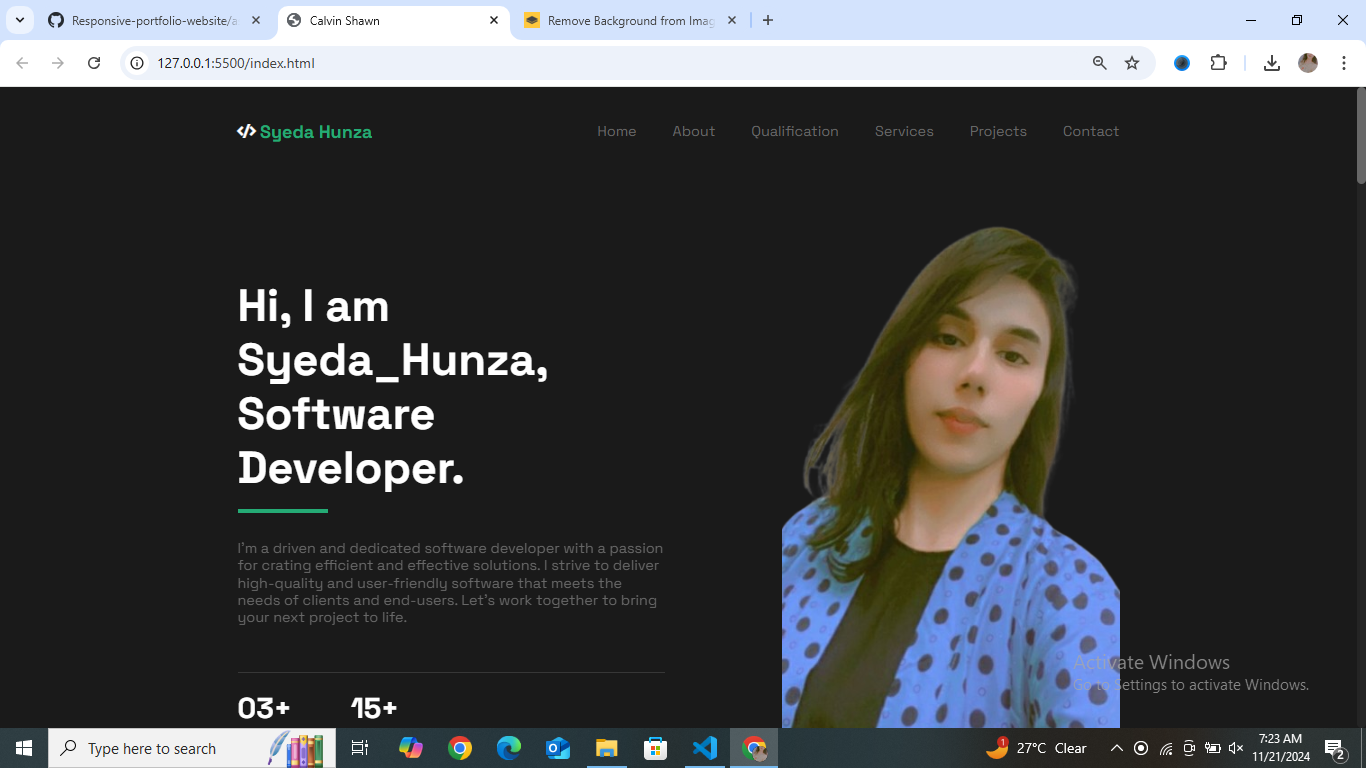 Responsive-portfolio-website/a
Calvin Shawn
Remove Background from Imag
127.0.0.1:5500/index.html
</> Syeda Hunza
Home About Qualification Services Projects Contact
Hi, I am
Syeda_Hunza,
Software
Developer.
I'm a driven and dedicated software developer with a passion
for crating efficient and effective solutions. I strive to deliver
high-quality and user-friendly software that meets the
needs of clients and end-users. Let's work together to bring
your next project to life.
03+ 15+
Activate Windows
Go to Settings to activate Windows.
Type here to search
1
27°C Clear
7:23 AM
11/21/2024
2